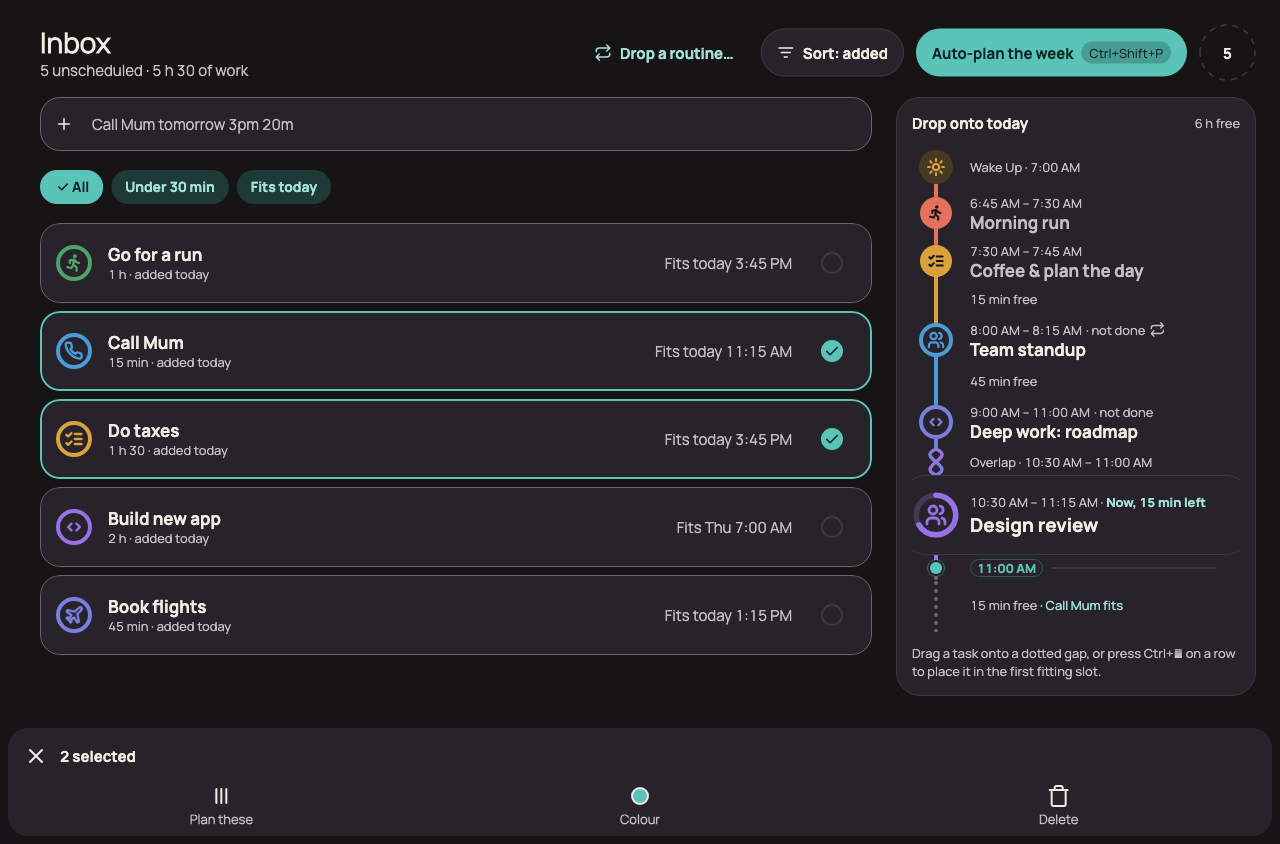 Inbox
5 unscheduled · 5 h 30 of work
Drop a routine…
Sort: added
Auto-plan the week Ctrl+Shift+P
5
Call Mum tomorrow 3pm 20m
All
Under 30 min
Fits today
Go for a run
1 h · added today
Fits today 3:45 PM
Call Mum
15 min · added today
Fits today 11:15 AM
Do taxes
1 h 30 · added today
Fits today 3:45 PM
Build new app
2 h · added today
Fits Thu 7:00 AM
Book flights
45 min · added today
Fits today 1:15 PM
Drop onto today
6 h free
Wake Up · 7:00 AM
6:45 AM – 7:30 AM
Morning run
7:30 AM – 7:45 AM
Coffee & plan the day
15 min free
8:00 AM – 8:15 AM · not done
Team standup
45 min free
9:00 AM – 11:00 AM · not done
Deep work: roadmap
Overlap · 10:30 AM – 11:00 AM
10:30 AM – 11:15 AM · Now, 15 min left
Design review
11:00 AM
15 min free · Call Mum fits
Drag a task onto a dotted gap, or press Ctrl+ on a row
to place it in the first fitting slot.
2 selected
Plan these
Colour
Delete